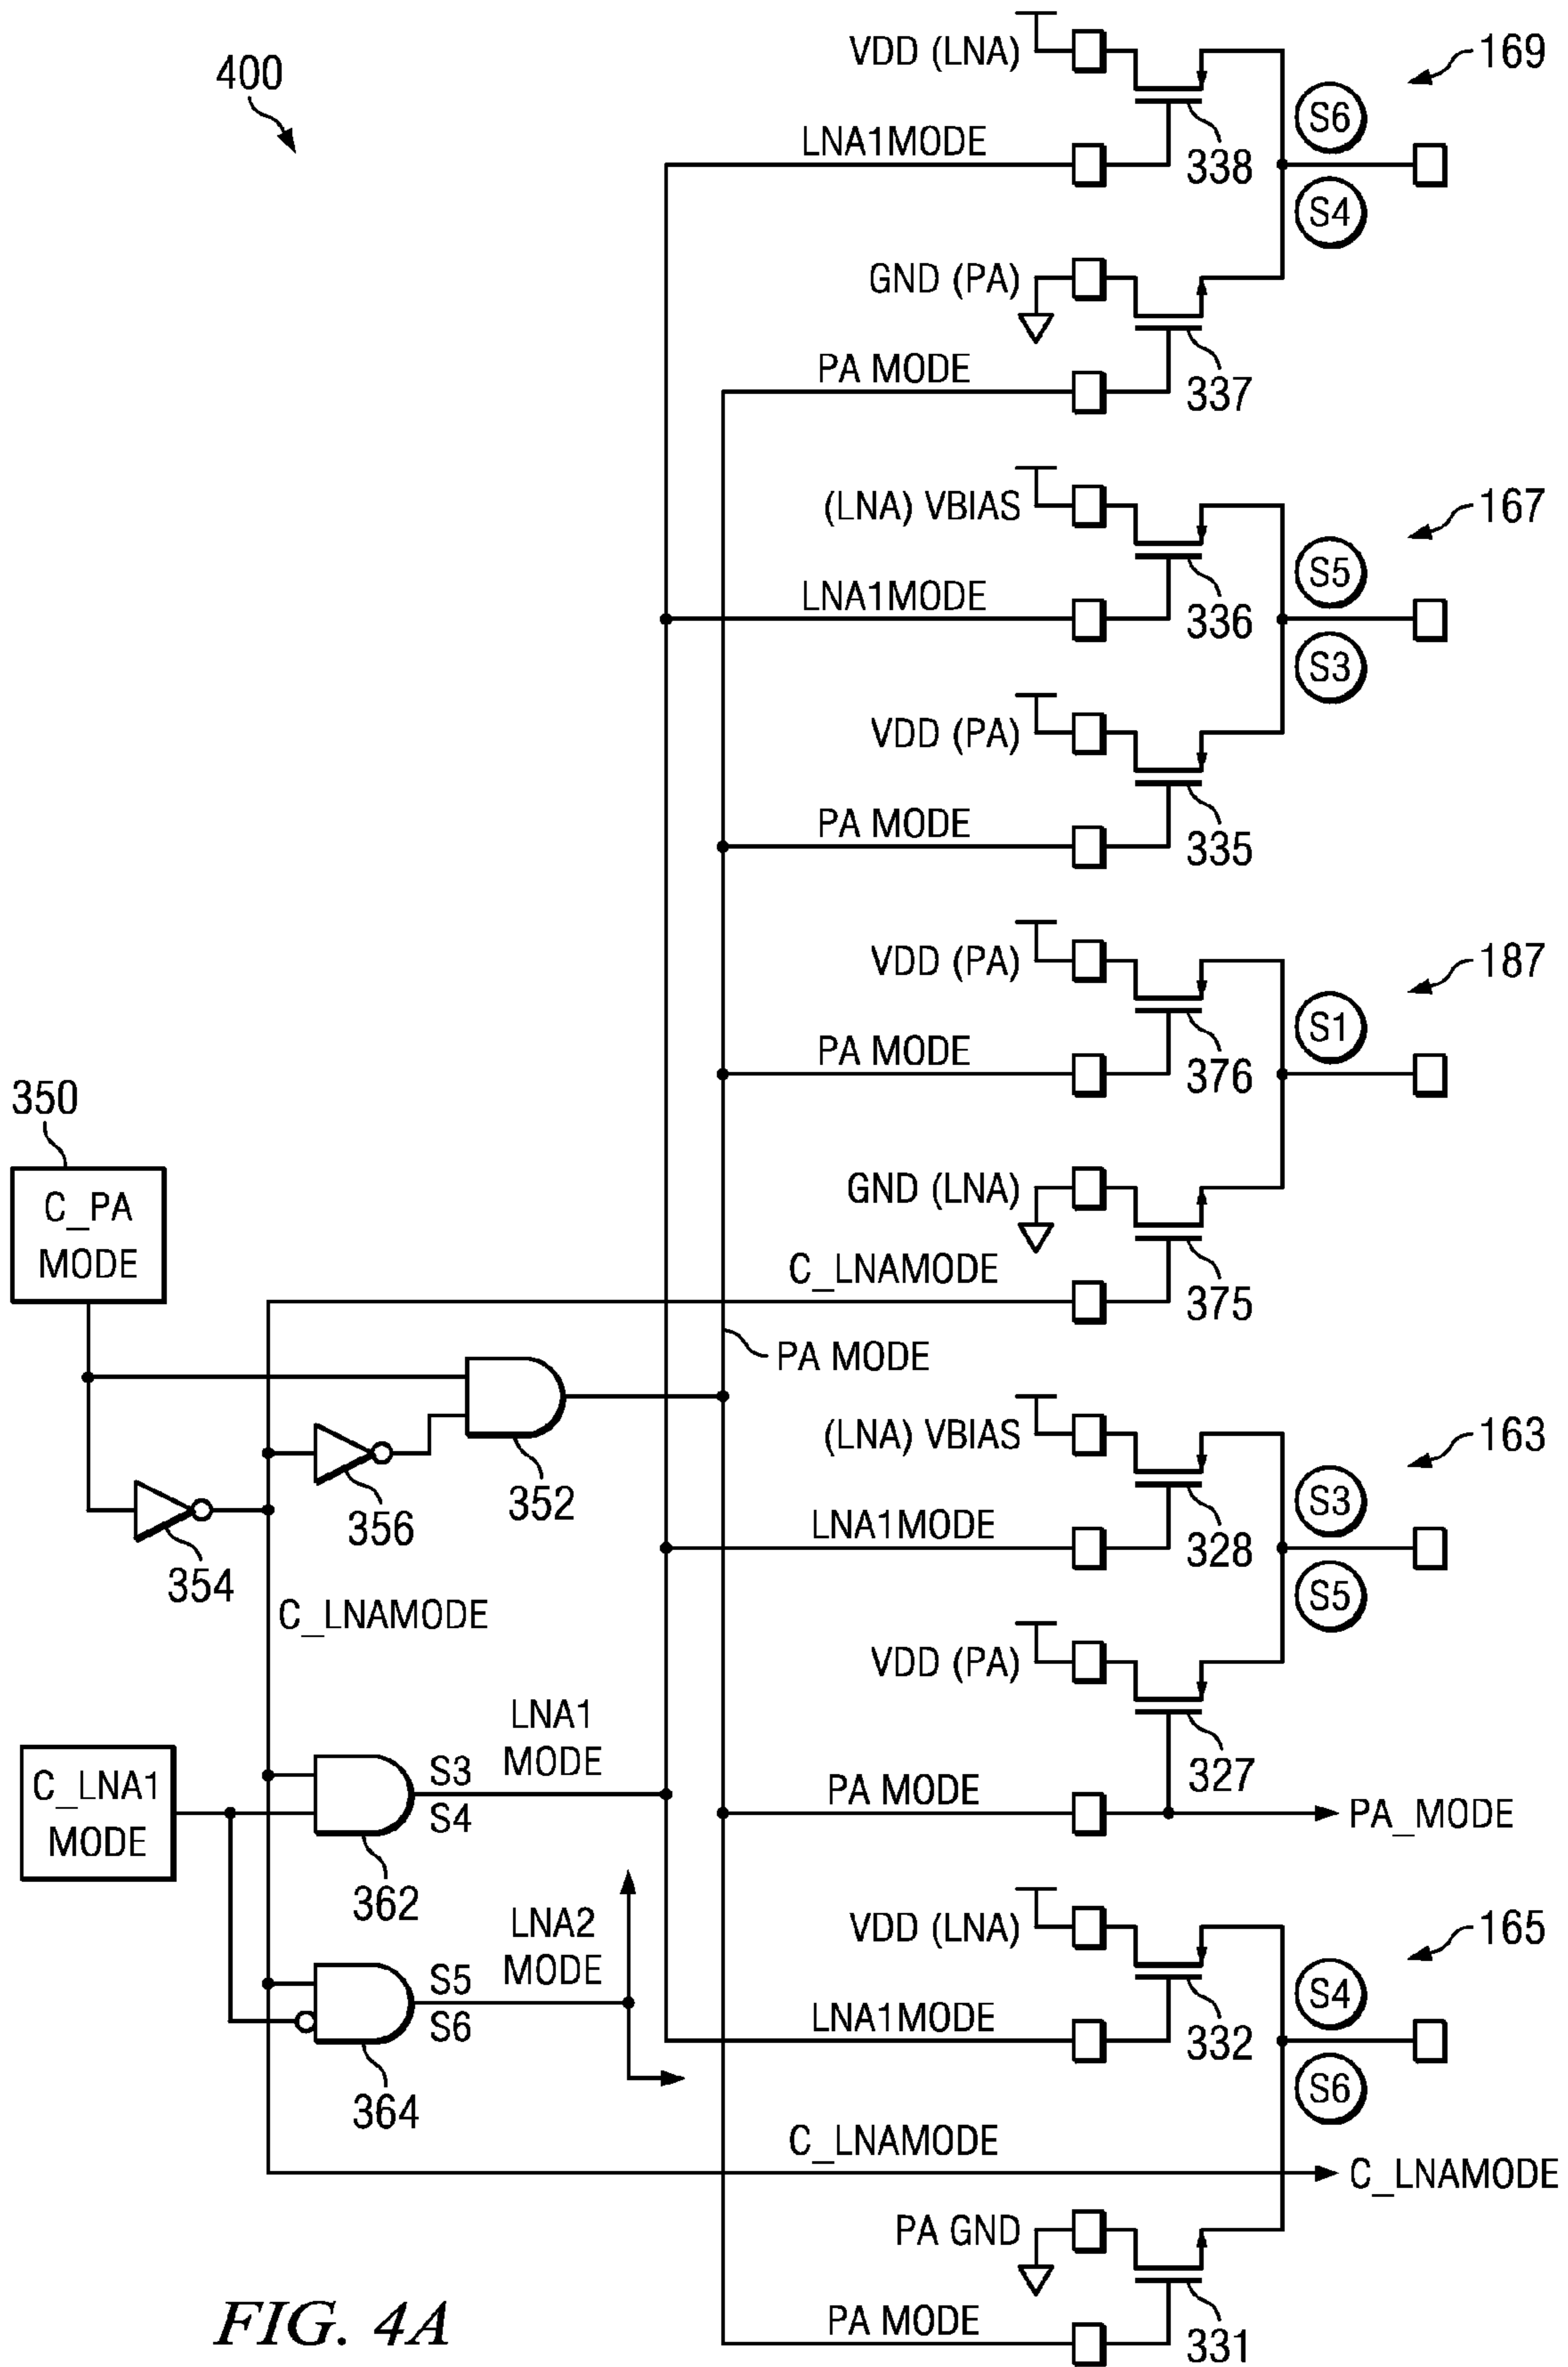 400
VDD (LNA)
169
S6
LNA1MODE
338
S4
GND (PA)
PA MODE
337
(LNA) VBIAS
167
S5
LNA1MODE
336
S3
VDD (PA)
PA MODE
335
VDD (PA)
187
S1
PA MODE
376
350
C_PA
MODE
GND (LNA)
C_LNAMODE
375
PA MODE
352
356
354
C_LNAMODE
(LNA) VBIAS
163
S3
LNA1MODE
328
S5
VDD (PA)
327
PA MODE
PA_MODE
C_LNA1
MODE
LNA1
MODE
S3
S4
362
LNA2
MODE
S5
S6
364
VDD (LNA)
165
S4
LNA1MODE
332
S6
C_LNAMODE
C_LNAMODE
PA GND
PA MODE
331
FIG. 4A